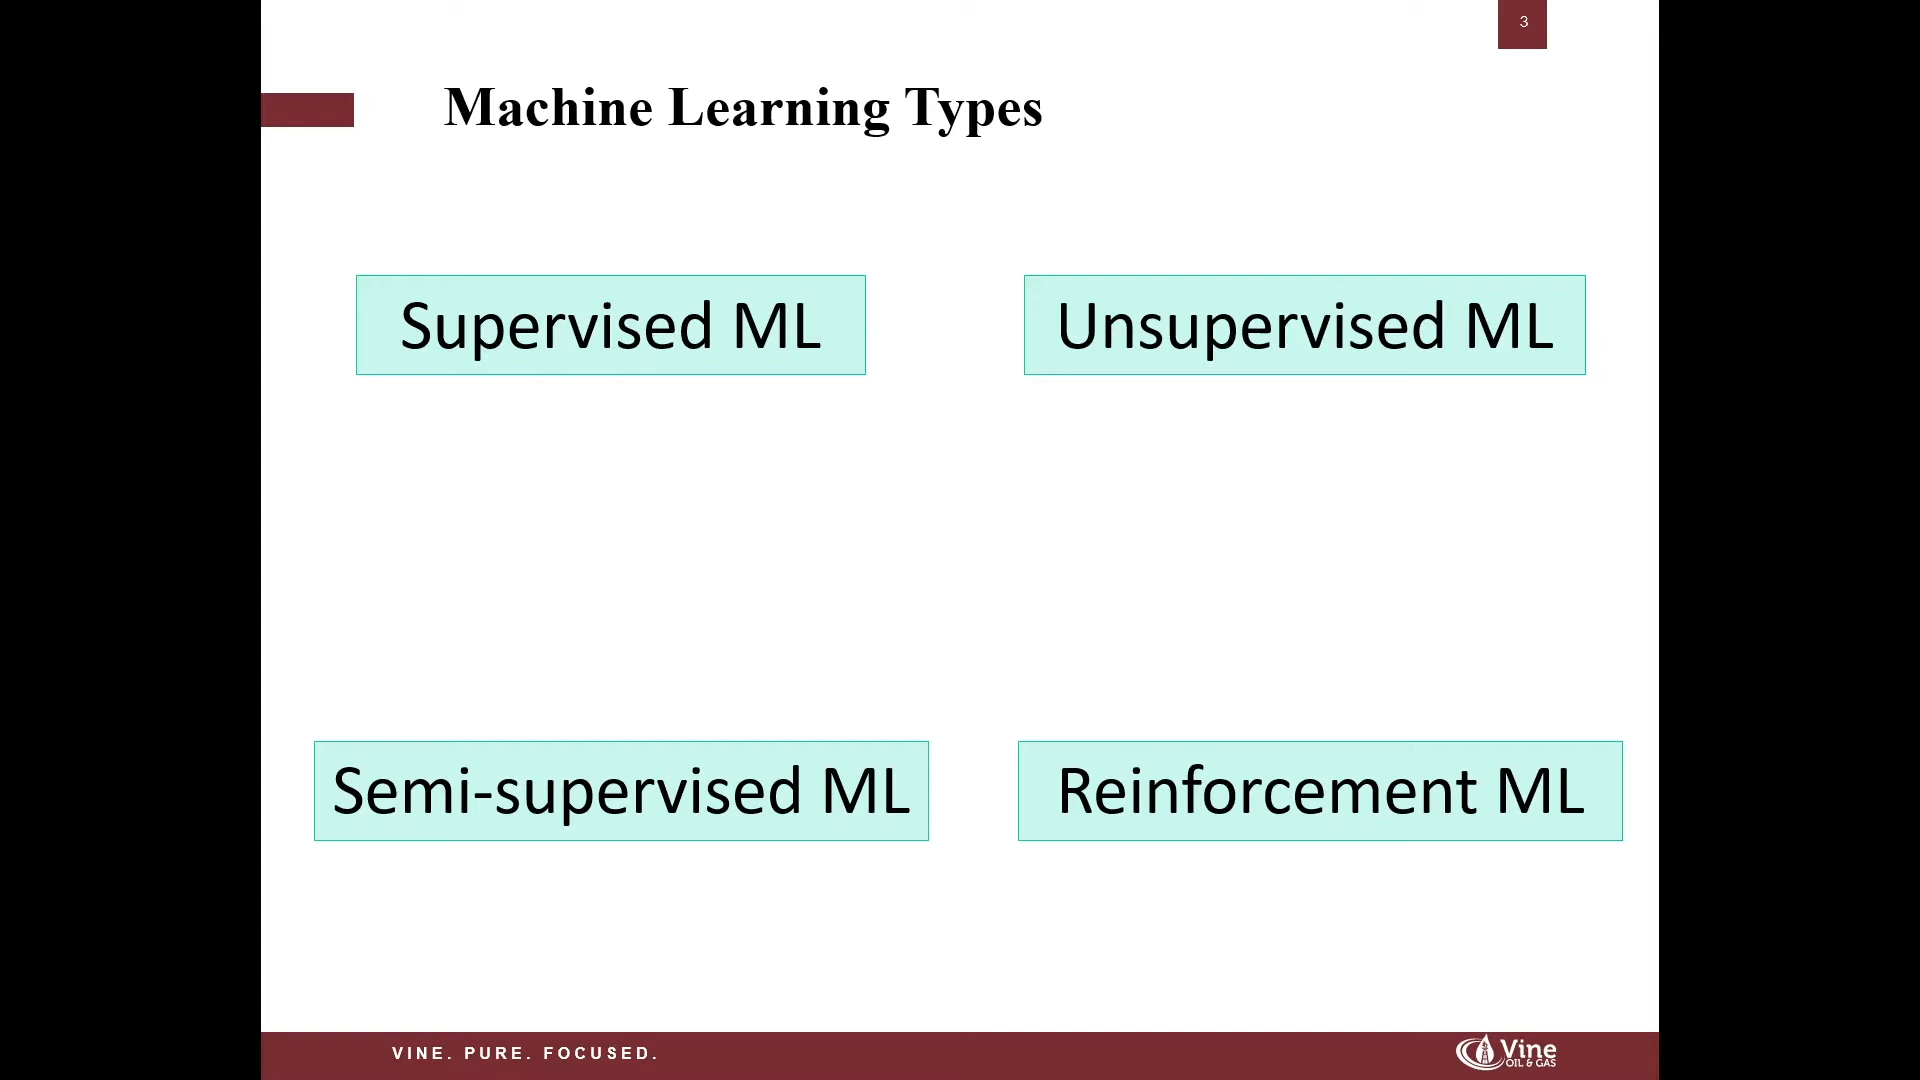 3
Machine Learning Types
Supervised ML
Unsupervised ML
Semi-supervised ML
Reinforcement ML
VINE. PURE. FOCUSED.
Vine
OIL & GAS